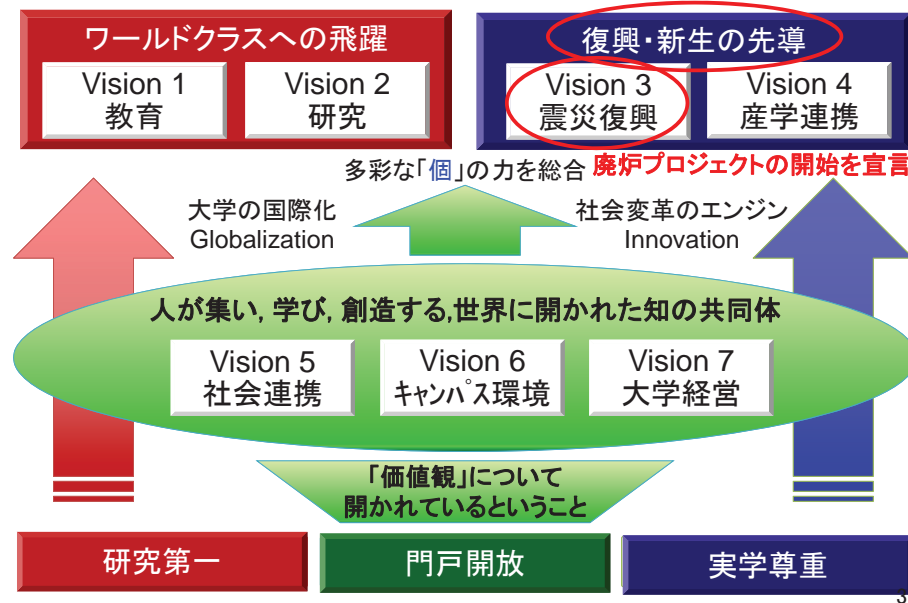 ワールドクラスへの飛躍
Vision 1
教育
Vision 2
研究
復興・新生の先導
Vision 3
震災復興
Vision 4
産学連携
多彩な「個」の力を総合
廃炉プロジェクトの開始を宣言
大学の国際化
Globalization
社会変革のエンジン
Innovation
人が集い, 学び, 創造する,世界に開かれた知の共同体
Vision 5
社会連携
Vision 6
ｷｬﾝﾊﾟｽ環境
Vision 7
大学経営
「価値観」について
開かれているということ
研究第一
門戸開放
実学尊重
3